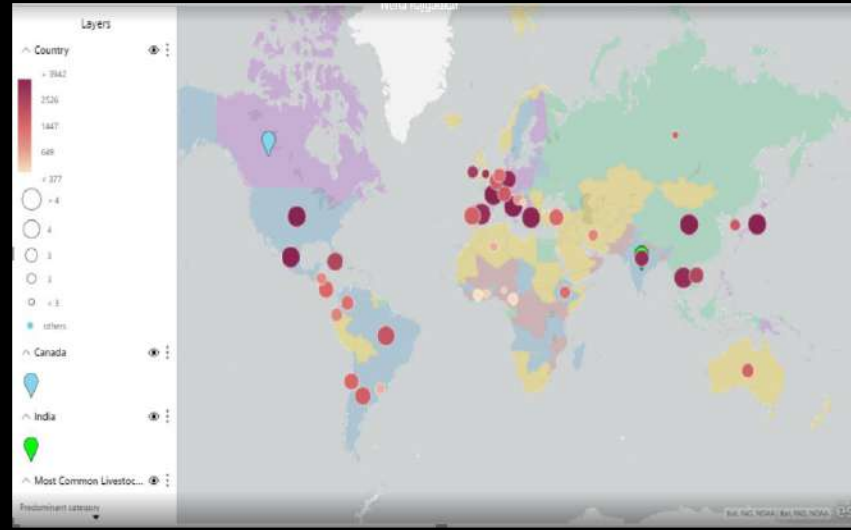 Layers
Country
> 3942
2526
1447
649
< 377
> 4
4
3
3
< 3
others
Canada
India
Most Common Livestoc...
Predominant category